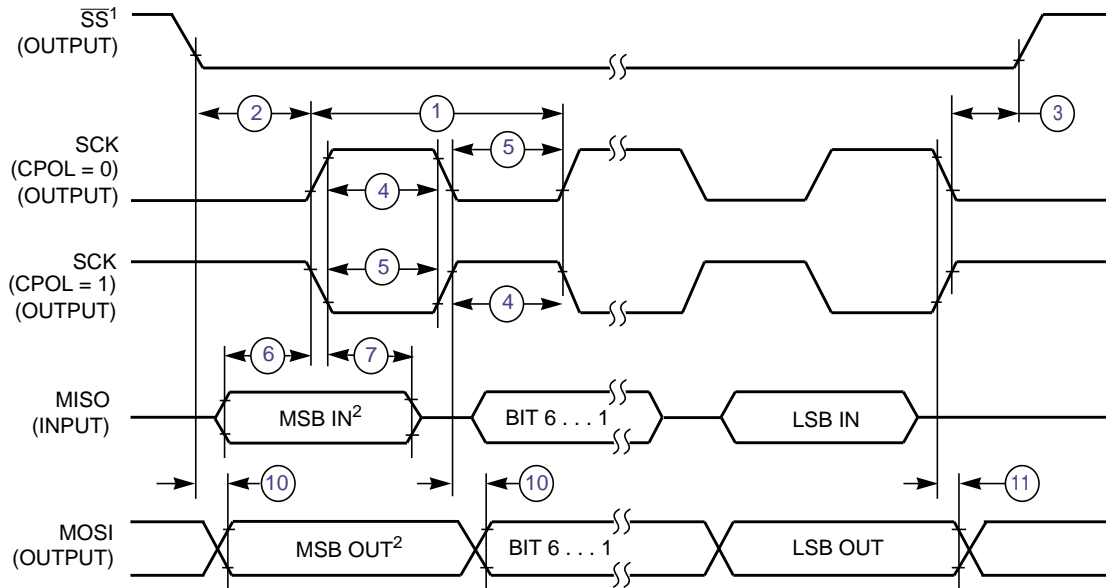 SS¹
(OUTPUT)
2
1
3
SCK
(CPOL = 0)
(OUTPUT)
5
4
SCK
(CPOL = 1)
(OUTPUT)
5
4
6
7
MISO
(INPUT)
MSB IN²
BIT 6 . . . 1
LSB IN
10
10
11
MOSI
(OUTPUT)
MSB OUT²
BIT 6 . . . 1
LSB OUT